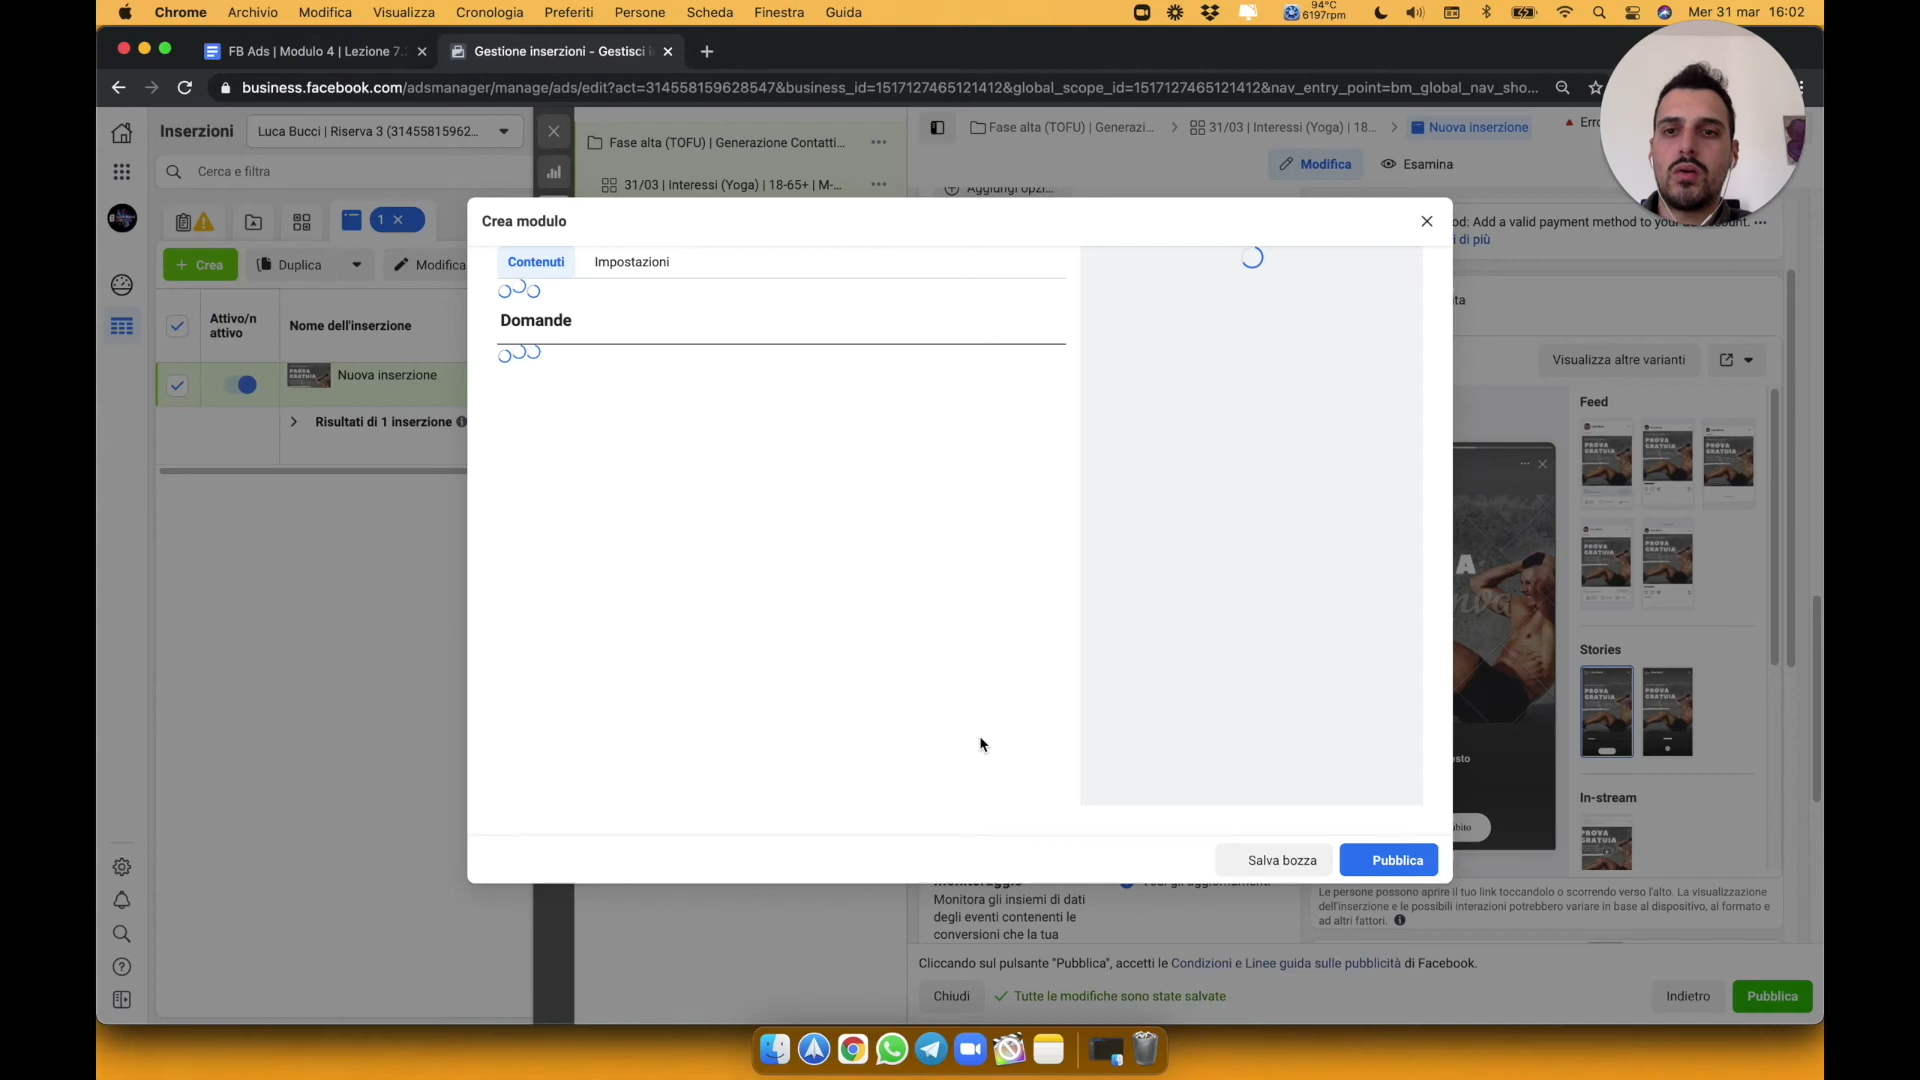 Chrome Archivio Modifica Visualizza Cronologia Preferiti Persone Scheda Finestra Guida
94°C
6197rpm
Mer 31 mar 16:02
FB Ads | Modulo 4 | Lezione 7.
Gestione inserzioni - Gestisci i
business.facebook.com/adsmanager/manage/ads/edit?act=314558159628547&business_id=1517127465121412&global_scope_id=1517127465121412&nav_entry_point=bm_global_nav_sho...
Inserzioni
Luca Bucci | Riserva 3 (31455815962...
Cerca e filtra
1
Crea
Duplica
Modifica
Attivo/n
attivo
Nome dell'inserzione
Nuova inserzione
Risultati di 1 inserzione
Fase alta (TOFU) | Generazione Contatti...
31/03 | Interessi (Yoga) | 18-65+ | M-...
Fase alta (TOFU) | Generazi...
31/03 | Interessi (Yoga) | 18...
Nuova inserzione
Modifica
Esamina
Aggiungi opzi...
od: Add a valid payment method to your ad account.
di più
Crea modulo
Contenuti
Impostazioni
Domande
Salva bozza
Pubblica
Visualizza altre varianti
Feed
PROVA
GRATUITA
Stories
In-stream
Monitora gli insiemi di dati
degli eventi contenenti le
conversioni che la tua
Le persone possono aprire il tuo link toccandolo o scorrendo verso l'alto. La visualizzazione
dell'inserzione e le possibili interazioni potrebbero variare in base al dispositivo, al formato e
ad altri fattori.
Cliccando sul pulsante "Pubblica", accetti le Condizioni e Linee guida sulle pubblicità di Facebook.
Chiudi
Tutte le modifiche sono state salvate
Indietro
Pubblica